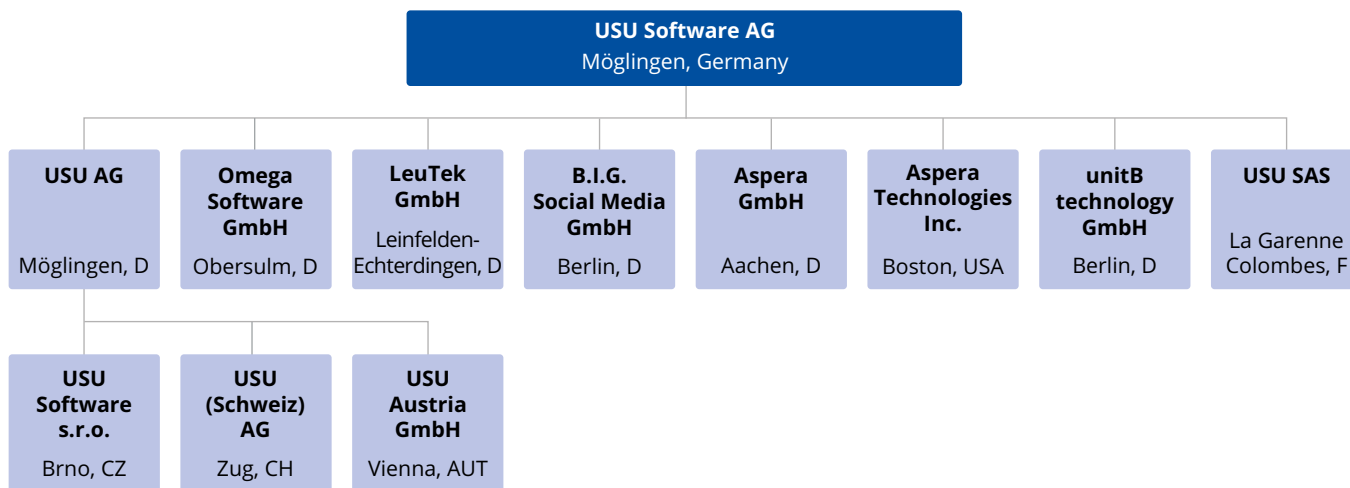 USU Software AG
Möglingen, Germany
USU AG
Möglingen, D
Omega
Software
GmbH
Obersulm, D
LeuTek
GmbH
Leinfelden-
Echterdingen, D
B.I.G.
Social Media
GmbH
Berlin, D
Aspera
GmbH
Aachen, D
Aspera
Technologies
Inc.
Boston, USA
unitB
technology
GmbH
Berlin, D
USU SAS
La Garenne
Colombes, F
USU
Software
s.r.o.
Brno, CZ
USU
(Schweiz)
AG
Zug, CH
USU
Austria
GmbH
Vienna, AUT